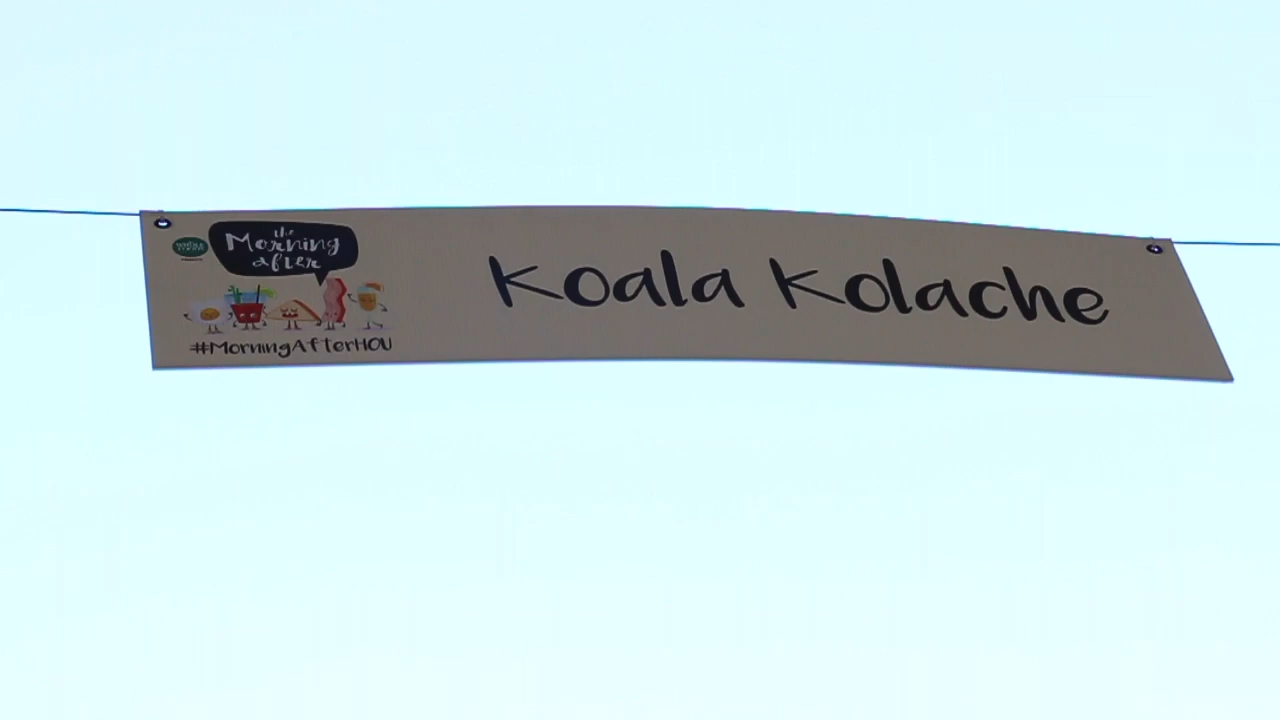 the
Morning
after
#MorningAfterHOU
Koala Kolache